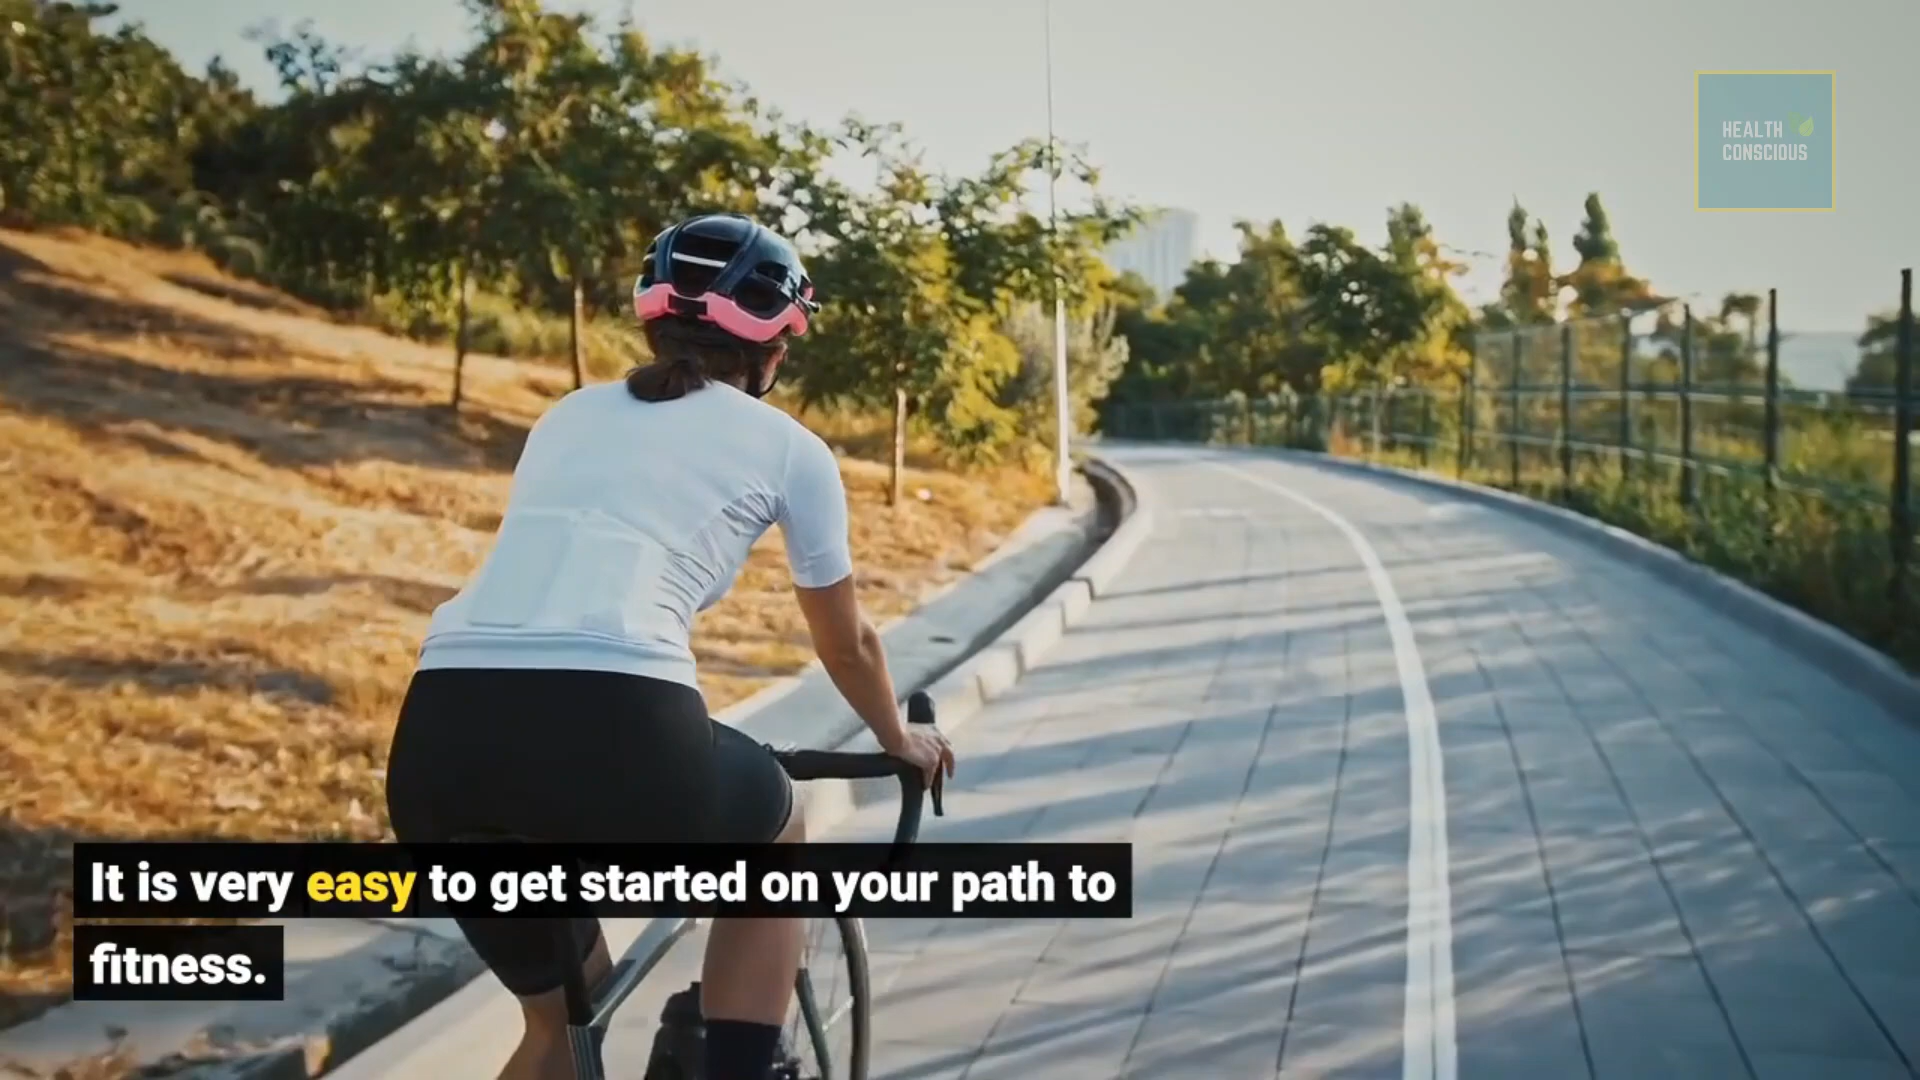 HEALTH
CONSCIOUS
It is very easy to get started on your path to
fitness.